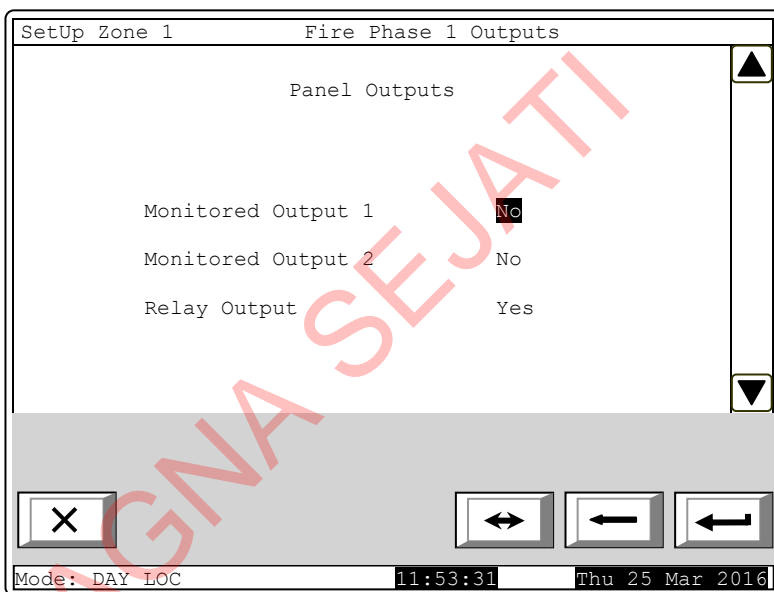 SetUp Zone 1 Fire Phase 1 Outputs
Panel Outputs
Monitored Output 1 No
Monitored Output 2 No
Relay Output Yes
Mode: DAY LOC 11:53:31 Thu 25 Mar 2016
AGNA SEJATI